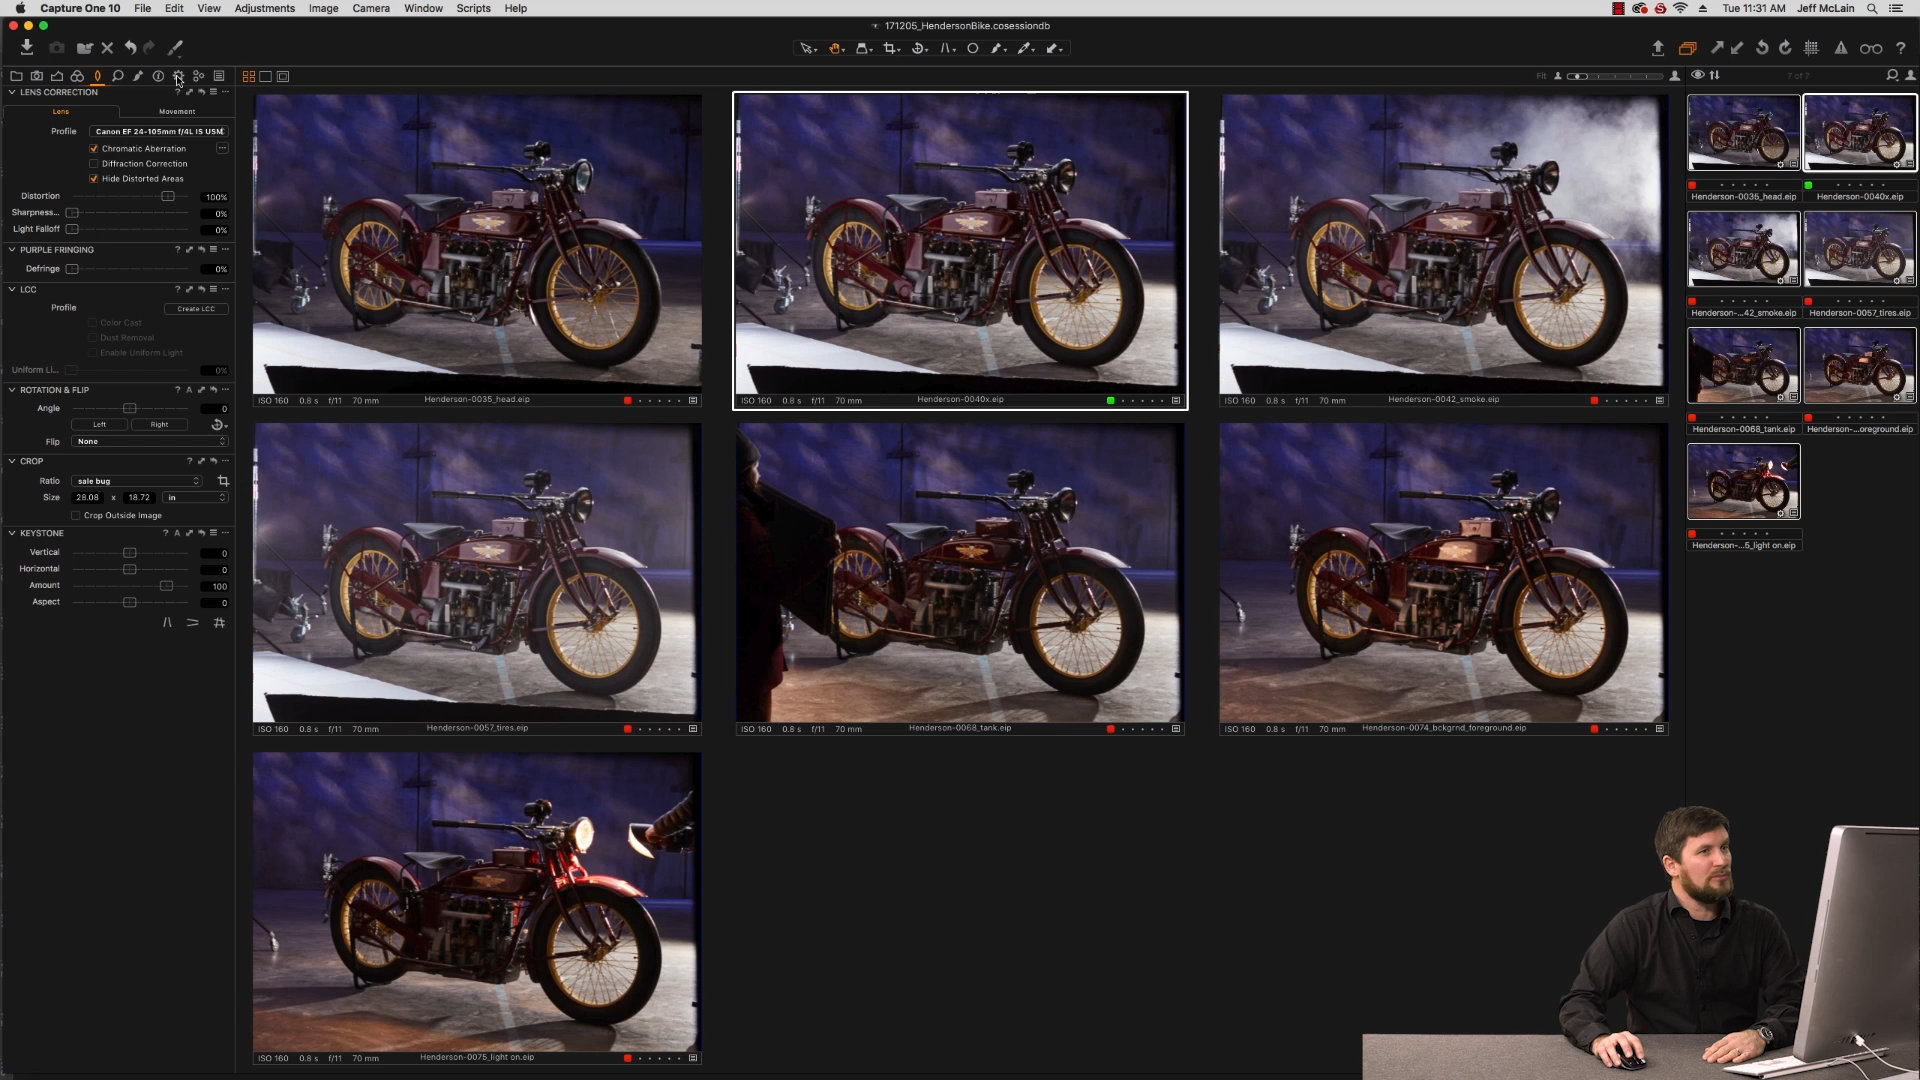 Capture One 10 File Edit View Adjustments Image Camera Window Scripts Help
Tue 11:31 AM Jeff McLain
171205_HendersonBike.cosessiondb
Fit
7 of 7
LENS CORRECTION
Lens Movement
Profile Canon EF 24-105mm f/4L IS USM
Chromatic Aberration
Diffraction Correction
Hide Distorted Areas
Distortion 100%
Sharpness... 0%
Light Falloff 0%
PURPLE FRINGING
Defringe 0%
LCC
Profile Create LCC
Color Cast
Dust Removal
Enable Uniform Light
Uniform Li... 0%
ROTATION & FLIP
Angle 0
Left Right
Flip None
CROP
Ratio sale bug
Size 28.08 x 18.72 in
Crop Outside Image
KEYSTONE
Vertical 0
Horizontal 0
Amount 100
Aspect 0
ISO 160 0.8 s f/11 70 mm Henderson-0035_head.eip
ISO 160 0.8 s f/11 70 mm Henderson-0040x.eip
ISO 160 0.8 s f/11 70 mm Henderson-0042_smoke.eip
ISO 160 0.8 s f/11 70 mm Henderson-0057_tires.eip
ISO 160 0.8 s f/11 70 mm Henderson-0068_tank.eip
ISO 160 0.8 s f/11 70 mm Henderson-0074_bckgrnd_foreground.eip
ISO 160 0.8 s f/11 70 mm Henderson-0075_light on.eip
Henderson-0035_head.eip Henderson-0040x.eip
Henderson-...42_smoke.eip Henderson-0057_tires.eip
Henderson-0068_tank.eip Henderson-...oreground.eip
Henderson-...5_light on.eip